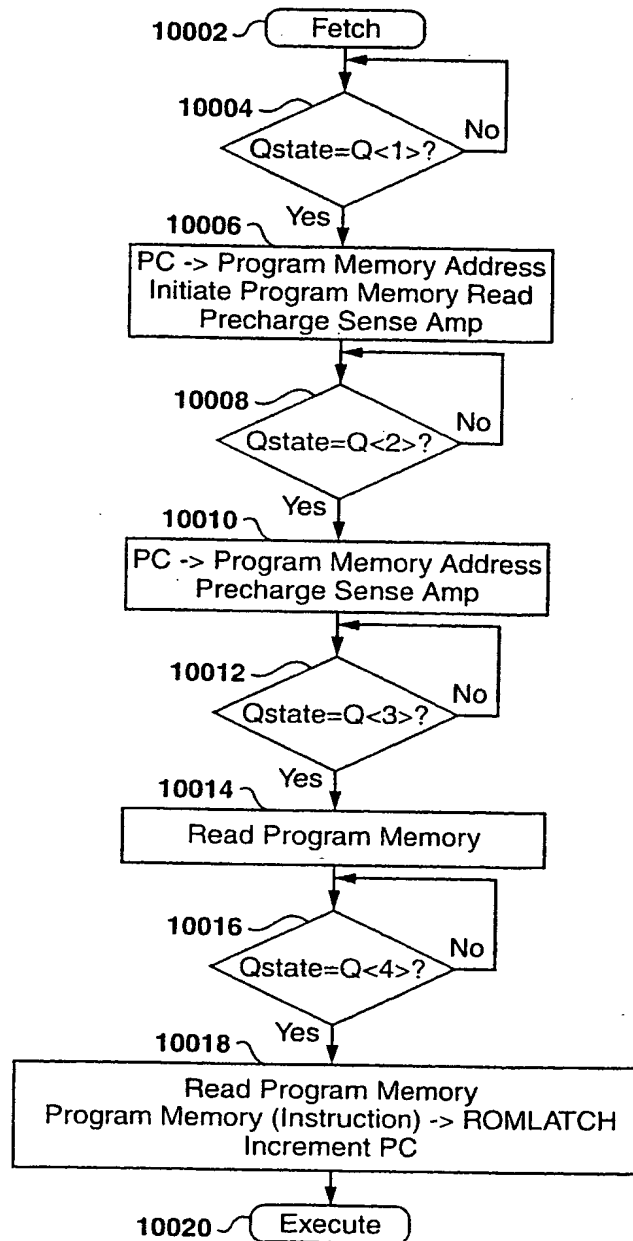 10002 Fetch
10004
Qstate=Q<1>?
No
Yes
10006
PC -> Program Memory Address
Initiate Program Memory Read
Precharge Sense Amp
10008
Qstate=Q<2>?
No
Yes
10010
PC -> Program Memory Address
Precharge Sense Amp
10012
Qstate=Q<3>?
No
Yes
10014
Read Program Memory
10016
Qstate=Q<4>?
No
Yes
10018
Read Program Memory
Program Memory (Instruction) -> ROMLATCH
Increment PC
10020 Execute